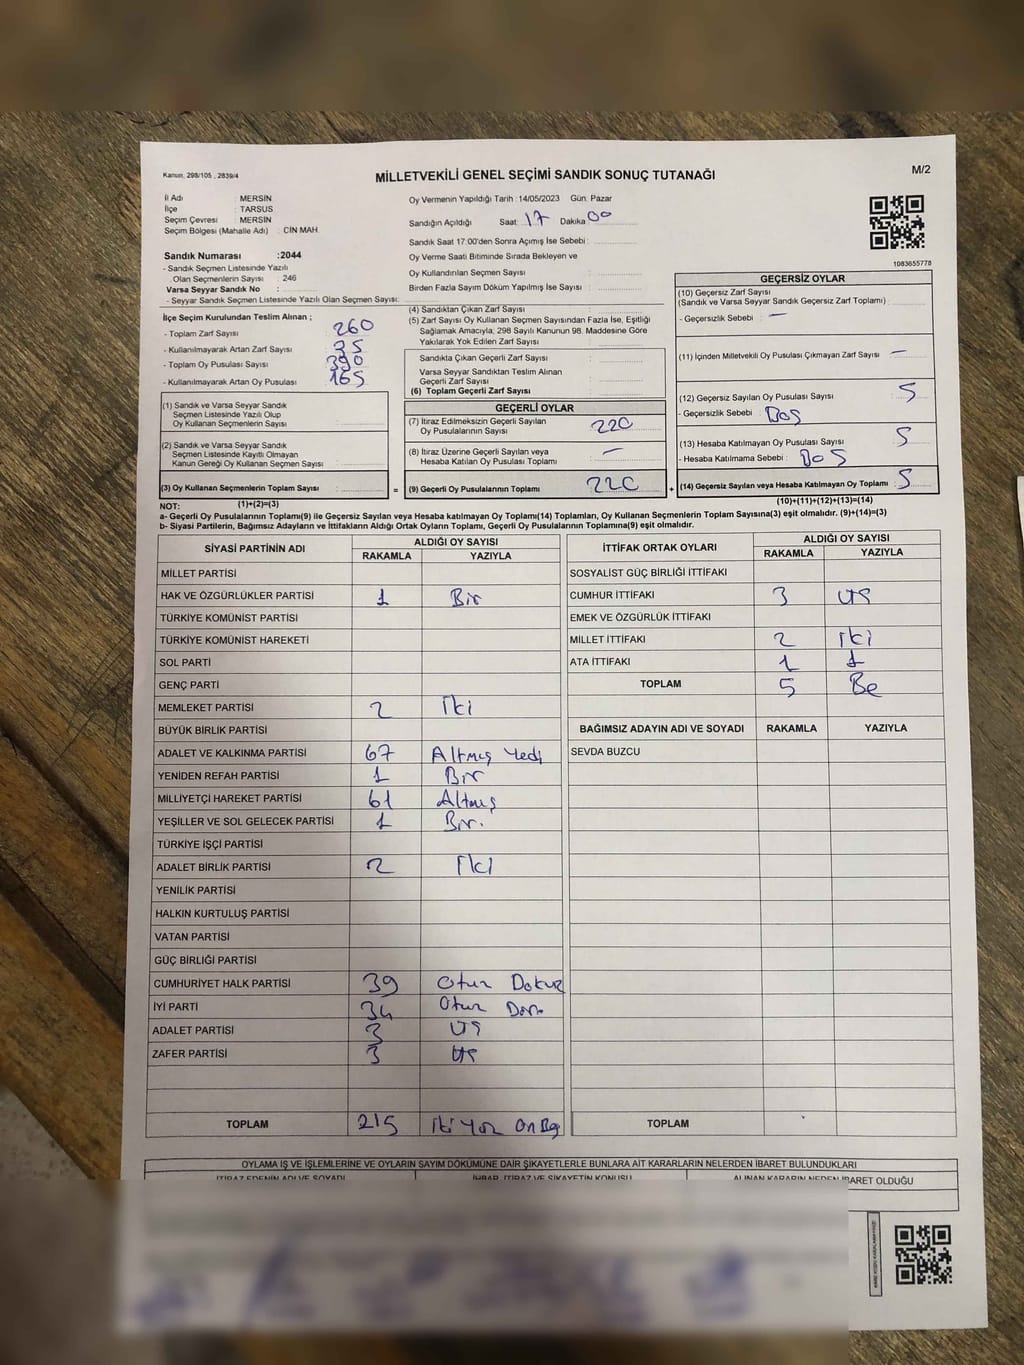 Kanun, 298/105 , 2839/4
MİLLETVEKİLİ GENEL SEÇİMİ SANDIK SONUÇ TUTANAĞI
M/2
İl Adı : MERSİN
İlçe : TARSUS
Seçim Çevresi : MERSİN
Seçim Bölgesi (Mahalle Adı) : CİN MAH.
Oy Vermenin Yapıldığı Tarih : 14/05/2023 Gün. Pazar
Sandığın Açıldığı Saat: 17 Dakika 00
Sandık Saat 17.00'den Sonra Açımış İse Sebebi :
Oy Verme Saati Bitiminde Sırada Bekleyen ve
Oy Kullandırılan Seçmen Sayısı :
Birden Fazla Sayım Döküm Yapılmış İse Sayısı :
1083655778
Sandık Numarası :2044
- Sandık Seçmen Listesinde Yazılı
Olan Seçmenlerin Sayısı : 246
Varsa Seyyar Sandık No :
- Seyyar Sandık Seçmen Listesinde Yazılı Olan Seçmen Sayısı:
İlçe Seçim Kurulundan Teslim Alınan ;
- Toplam Zarf Sayısı : 260
- Kullanılmayarak Artan Zarf Sayısı : 35
- Toplam Oy Pusulası Sayısı : 390
- Kullanılmayarak Artan Oy Pusulası : 165
(1) Sandık ve Varsa Seyyar Sandık
Seçmen Listesinde Yazılı Olup
Oy Kullanan Seçmenlerin Sayısı :
(2) Sandık ve Varsa Seyyar Sandık
Seçmen Listesinde Kayıtlı Olmayan
Kanun Gereği Oy Kullanan Seçmen Sayısı :
(3) Oy Kullanan Seçmenlerin Toplam Sayısı :
(1)+(2)=(3)
(4) Sandıktan Çıkan Zarf Sayısı :
(5) Zarf Sayısı Oy Kullanan Seçmen Sayısından Fazla İse, Eşitliği
Sağlamak Amacıyla, 298 Sayılı Kanunun 98. Maddesine Göre
Yakılarak Yok Edilen Zarf Sayısı :
Sandıkta Çıkan Geçerli Zarf Sayısı :
Varsa Seyyar Sandıktan Teslim Alınan
Geçerli Zarf Sayısı :
(6) Toplam Geçerli Zarf Sayısı :
GEÇERLİ OYLAR
(7) İtiraz Edilmeksizin Geçerli Sayılan
Oy Pusulalarının Sayısı : 220
(8) İtiraz Üzerine Geçerli Sayılan veya
Hesaba Katılan Oy Pusulası Toplamı : —
= (9) Geçerli Oy Pusulalarının Toplamı : 220 +
GEÇERSİZ OYLAR
(10) Geçersiz Zarf Sayısı
(Sandık ve Varsa Seyyar Sandık Geçersiz Zarf Toplamı) :
- Geçersizlik Sebebi : —
(11) İçinden Milletvekili Oy Pusulası Çıkmayan Zarf Sayısı : —
(12) Geçersiz Sayılan Oy Pusulası Sayısı : 5
- Geçersizlik Sebebi : BOS
(13) Hesaba Katılmayan Oy Pusulası Sayısı : 5
- Hesaba Katılmama Sebebi : BOS
(14) Geçersiz Sayılan veya Hesaba Katılmayan Oy Toplamı : 5
(10)+(11)+(12)+(13)=(14)
NOT:
a- Geçerli Oy Pusulalarının Toplamı(9) ile Geçersiz Sayılan veya Hesaba Katılmayan Oy Toplamı(14) Toplamları, Oy Kullanan Seçmenlerin Toplam Sayısına(3) eşit olmalıdır. (9)+(14)=(3)
b- Siyasi Partilerin, Bağımsız Adayların ve İttifakların Aldığı Ortak Oyların Toplamı, Geçerli Oy Pusulalarının Toplamına(9) eşit olmalıdır.
SİYASİ PARTİNİN ADI ALDIĞI OY SAYISI
RAKAMLA YAZIYLA
MİLLET PARTİSİ
HAK VE ÖZGÜRLÜKLER PARTİSİ 1 Bir
TÜRKİYE KOMÜNİST PARTİSİ
TÜRKİYE KOMÜNİST HAREKETİ
SOL PARTİ
GENÇ PARTİ
MEMLEKET PARTİSİ 2 İki
BÜYÜK BİRLİK PARTİSİ
ADALET VE KALKINMA PARTİSİ 67 Altmış Yedi
YENİDEN REFAH PARTİSİ 1 Bir
MİLLİYETÇİ HAREKET PARTİSİ 61 Altmış
YEŞİLLER VE SOL GELECEK PARTİSİ 1 Bir.
TÜRKİYE İŞÇİ PARTİSİ
ADALET BİRLİK PARTİSİ 2 İki
YENİLİK PARTİSİ
HALKIN KURTULUŞ PARTİSİ
VATAN PARTİSİ
GÜÇ BİRLİĞİ PARTİSİ
CUMHURİYET HALK PARTİSİ 39 Otuz Dokuz
İYİ PARTİ 34 Otuz
ADALET PARTİSİ 3 US
ZAFER PARTİSİ 3 US
TOPLAM 215 İki Yüz
İTTİFAK ORTAK OYLARI ALDIĞI OY SAYISI
RAKAMLA YAZIYLA
SOSYALİST GÜÇ BİRLİĞİ İTTİFAKI
CUMHUR İTTİFAKI 3 US
EMEK VE ÖZGÜRLÜK İTTİFAKI
MİLLET İTTİFAKI 2 İki
ATA İTTİFAKI 1 1
TOPLAM 5 Be
BAĞIMSIZ ADAYIN ADI VE SOYADI RAKAMLA YAZIYLA
SEVDA BUZCU
TOPLAM
OYLAMA İŞ VE İŞLEMLERİNE VE OYLARIN SAYIM DÖKÜMÜNE DAİR ŞİKAYETLERLE BUNLARA AİT KARARLARIN NELERDEN İBARET BULUNDUKLARI
İTİRAZ EDENİN ADI VE SOYADI İHBAR, İTİRAZ VE ŞİKAYETİN KONUSU ALINAN KARARIN NEDEN İBARET OLDUĞU